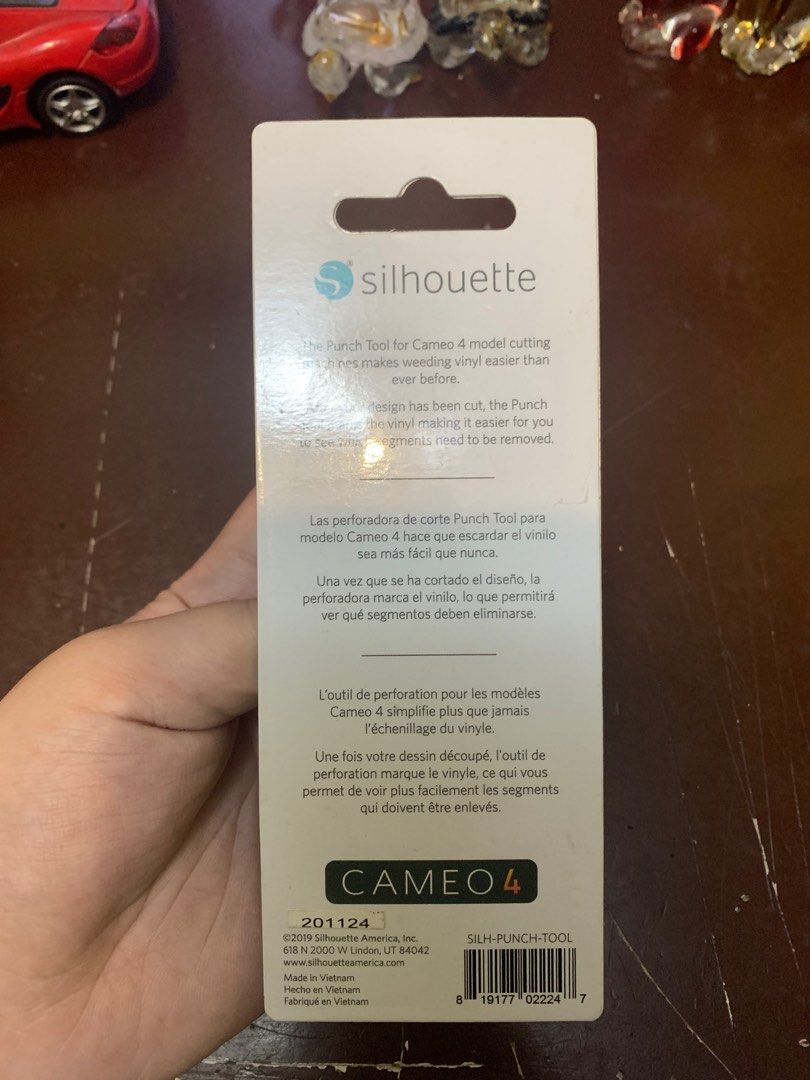 silhouette
The Punch Tool for Cameo 4 model cutting
machines makes weeding vinyl easier than
ever before.
design has been cut, the Punch
the vinyl making it easier for you
to see which segments need to be removed.
Las perforadora de corte Punch Tool para
modelo Cameo 4 hace que escardar el vinilo
sea más fácil que nunca.
Una vez que se ha cortado el diseño, la
perforadora marca el vinilo, lo que permitirá
ver qué segmentos deben eliminarse.
L'outil de perforation pour les modèles
Cameo 4 simplifie plus que jamais
l'échenillage du vinyle.
Une fois votre dessin découpé, l'outil de
perforation marque le vinyle, ce qui vous
permet de voir plus facilement les segments
qui doivent être enlevés.
CAMEO 4
201124
©2019 Silhouette America, Inc.
618 N 2000 W Lindon, UT 84042
www.silhouetteamerica.com
Made in Vietnam
Hecho en Vietnam
Fabriqué en Vietnam
SILH-PUNCH-TOOL
8 19177 02224 7